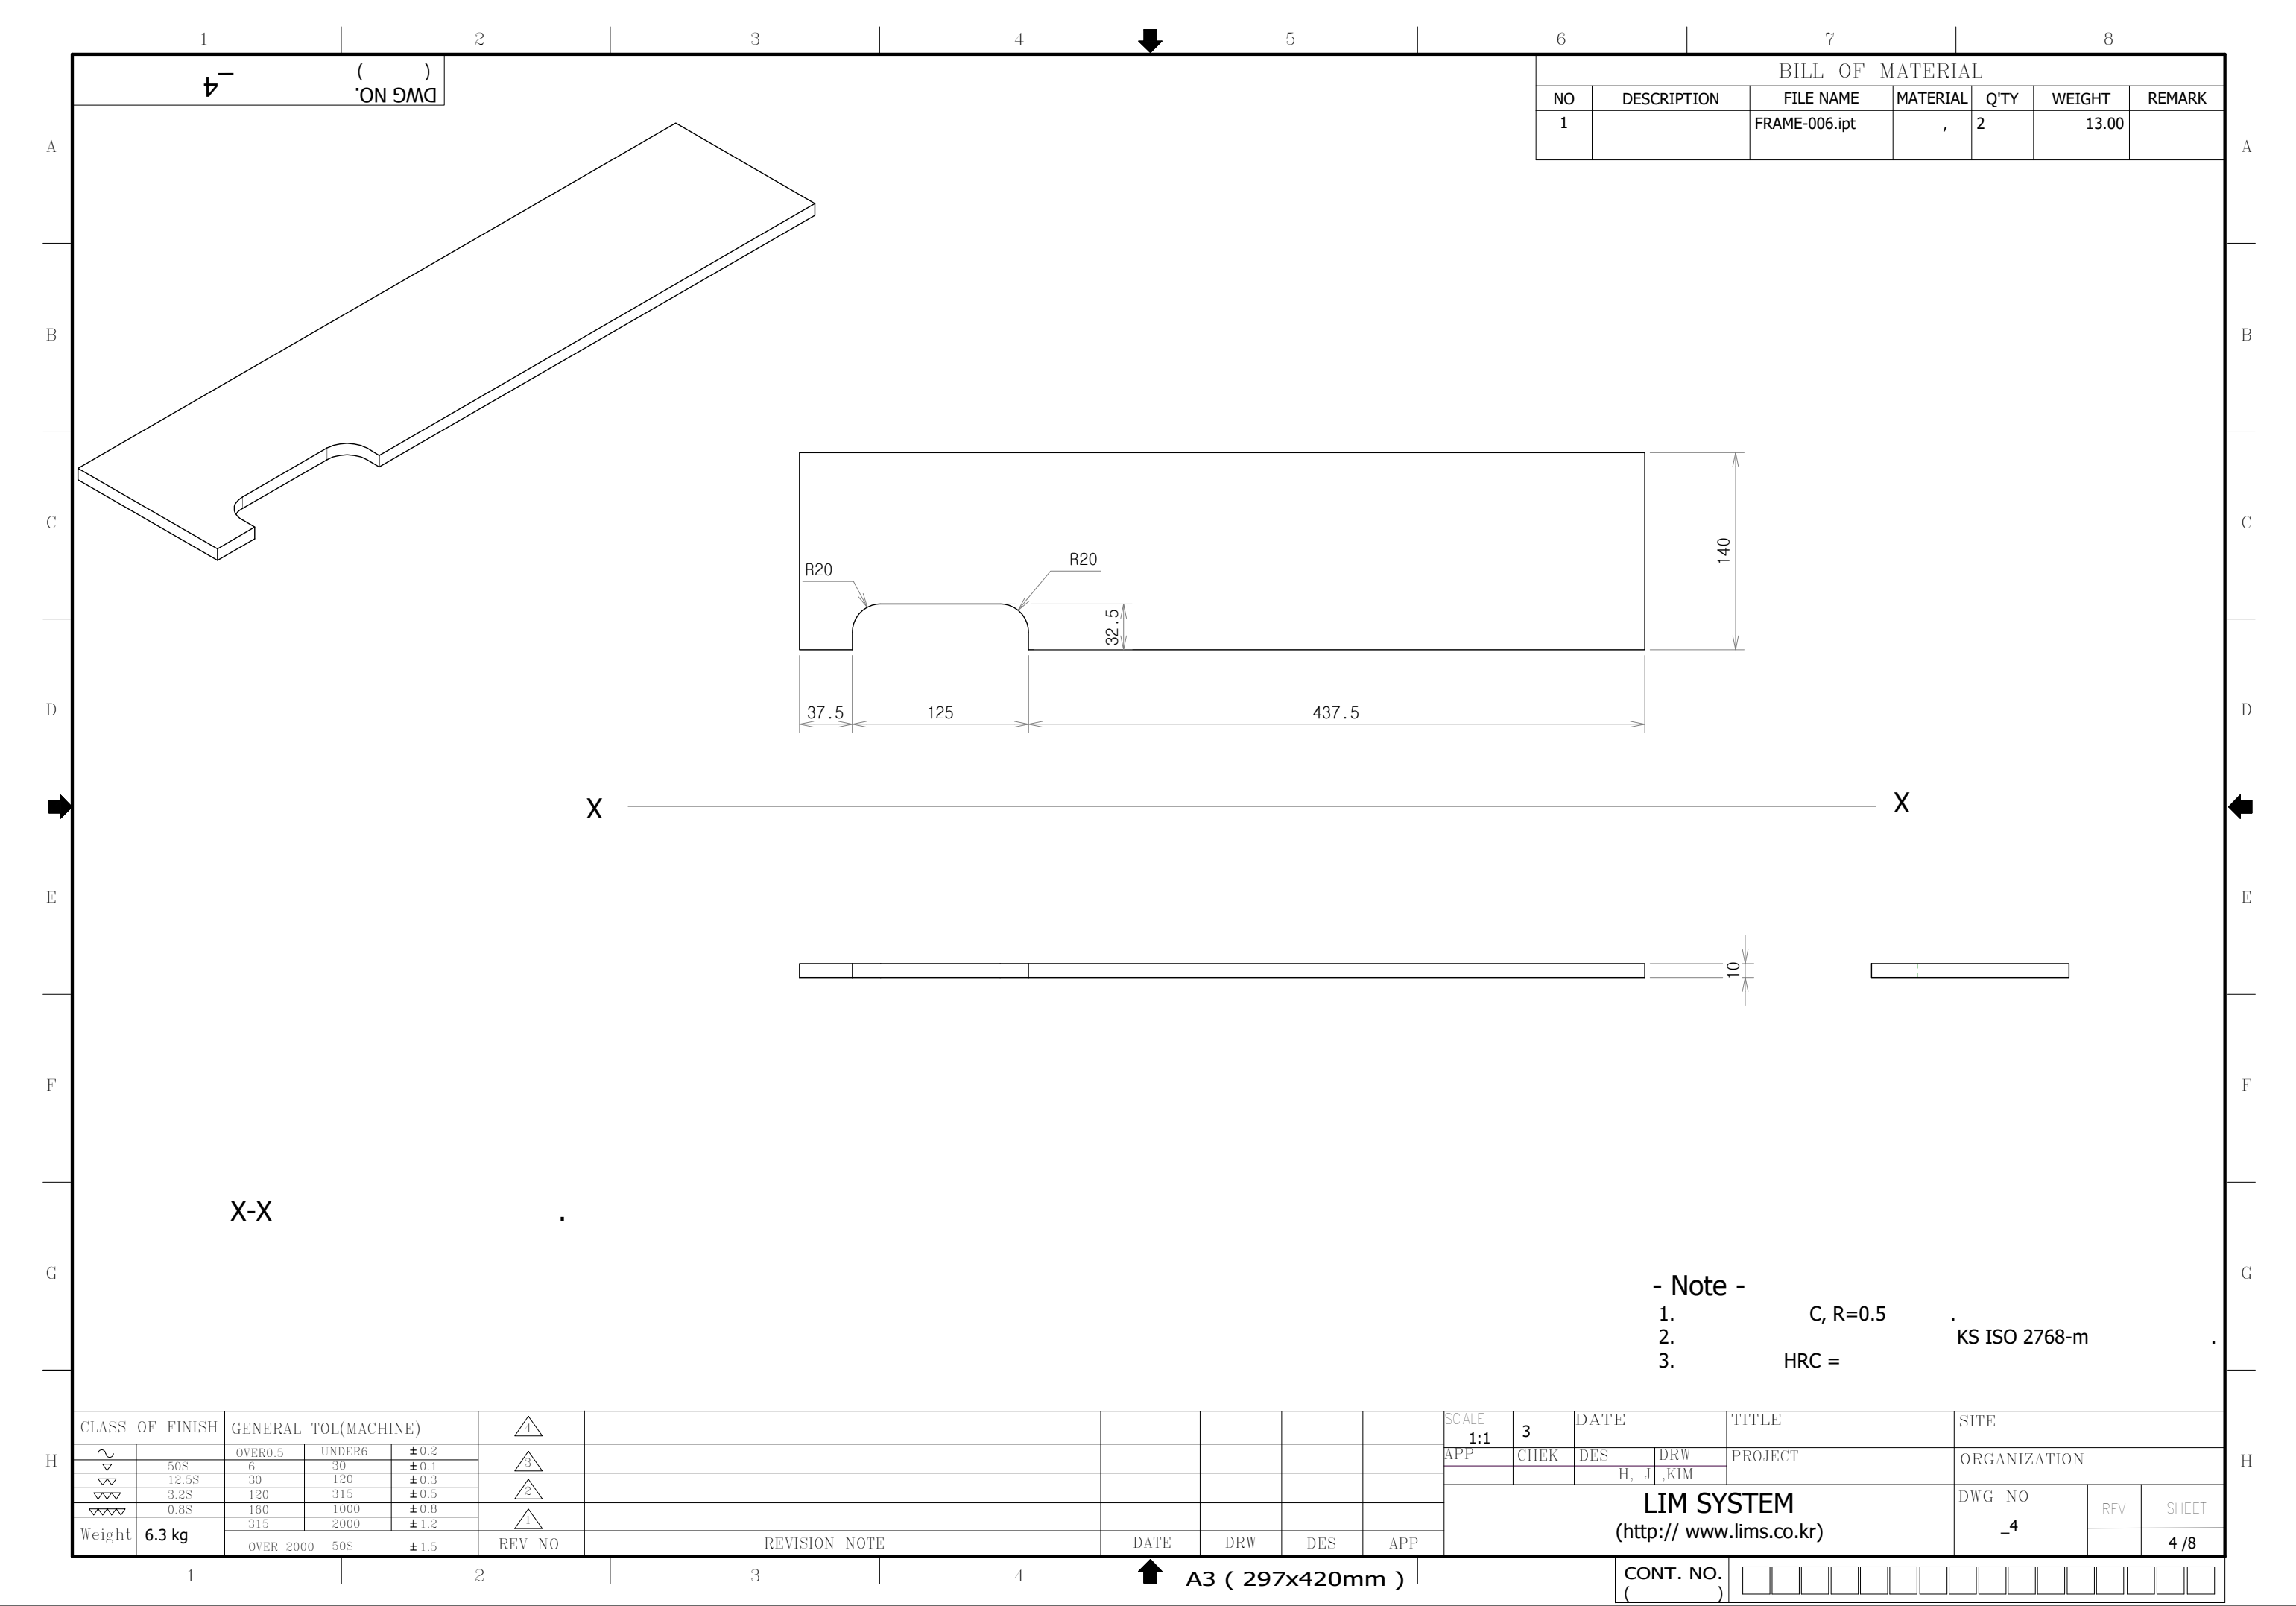 1 2 3 4 5 6 7 8
DWG NO.
( )
_4
BILL OF MATERIAL
NO DESCRIPTION FILE NAME MATERIAL Q'TY WEIGHT REMARK
1 FRAME-006.ipt , 2 13.00
A A
B B
C C
R20
R20
32.5
140
37.5 125 437.5
D D
X X
E E
10
F F
X-X .
G G
- Note -
1. C, R=0.5 .
2. KS ISO 2768-m .
3. HRC =
H H
CLASS OF FINISH GENERAL TOL(MACHINE)
OVER0.5 UNDER6 ±0.2
50S 6 30 ±0.1
12.5S 30 120 ±0.3
3.2S 120 315 ±0.5
0.8S 160 1000 ±0.8
315 2000 ±1.2
Weight 6.3 kg
OVER 2000 50S ±1.5
4
3
2
1
REV NO REVISION NOTE DATE DRW DES APP
SCALE
1:1
3
DATE TITLE SITE
APP CHEK DES DRW PROJECT ORGANIZATION
H, J ,KIM
LIM SYSTEM
(http:// www.lims.co.kr)
DWG NO
_4
REV SHEET
4 /8
1 2 3 4
A3 ( 297x420mm )
CONT. NO.
( )